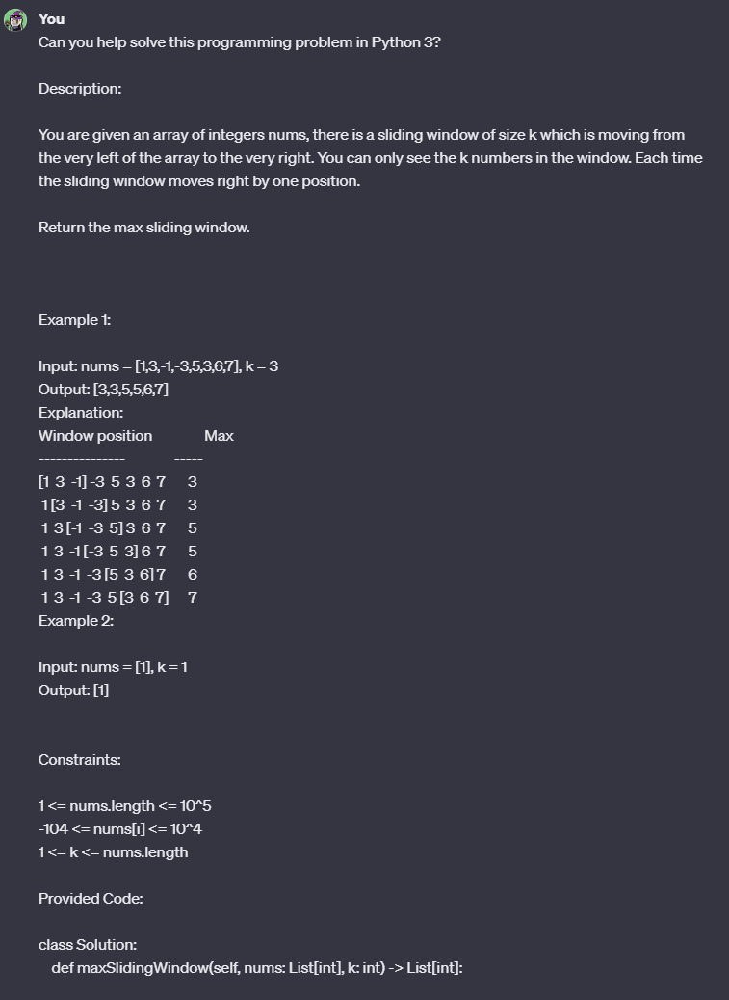 You
Can you help solve this programming problem in Python 3?
Description:
You are given an array of integers nums, there is a sliding window of size k which is moving from
the very left of the array to the very right. You can only see the k numbers in the window. Each time
the sliding window moves right by one position.
Return the max sliding window.
Example 1:
Input: nums = [1,3,-1,-3,5,3,6,7], k = 3
Output: [3,3,5,5,6,7]
Explanation:
Window position Max
--------------- -----
[1 3 -1] -3 5 3 6 7 3
1 [3 -1 -3] 5 3 6 7 3
1 3 [-1 -3 5] 3 6 7 5
1 3 -1 [-3 5 3] 6 7 5
1 3 -1 -3 [5 3 6] 7 6
1 3 -1 -3 5 [3 6 7] 7
Example 2:
Input: nums = [1], k = 1
Output: [1]
Constraints:
1 <= nums.length <= 10^5
-104 <= nums[i] <= 10^4
1 <= k <= nums.length
Provided Code:
class Solution:
def maxSlidingWindow(self, nums: List[int], k: int) -> List[int]: